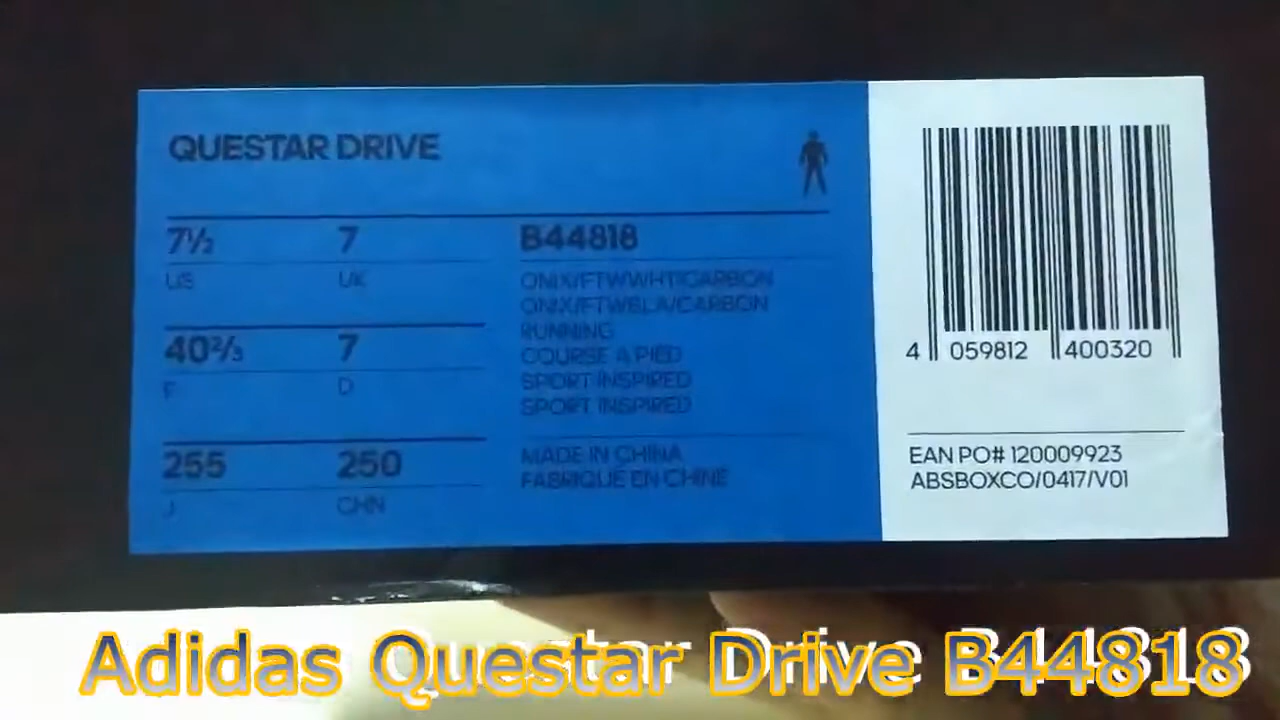 QUESTAR DRIVE
7½ 7 B44818
US UK
ONIX/FTWWHT/CARBON
ONIX/FTWBLA/CARBON
RUNNING
COURSE A PIED
SPORT INSPIRED
SPORT INSPIRED
40⅔ 7
F D
255 250
J CHN
MADE IN CHINA
FABRIQUE EN CHINE
4 059812 400320
EAN PO# 120009923
ABSBOXCO/0417/V01
Adidas Questar Drive B44818